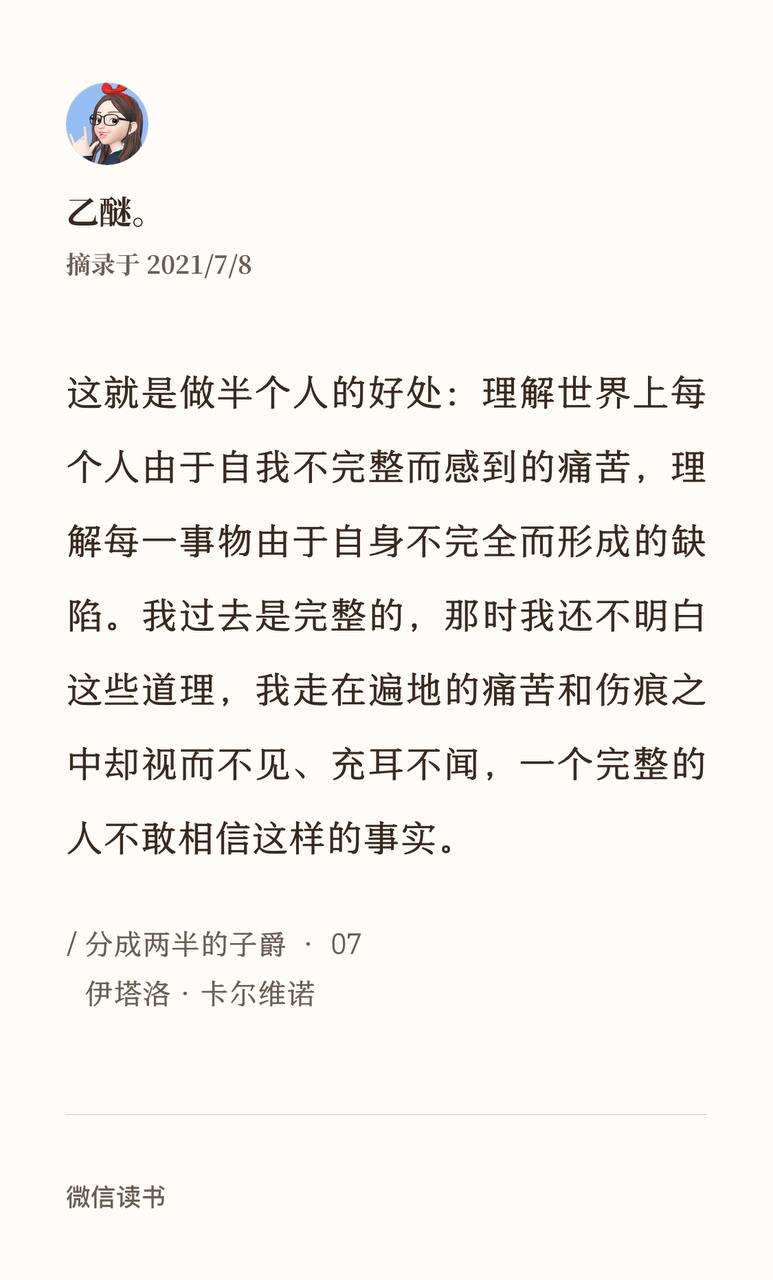 乙醚。
摘录于 2021/7/8
这就是做半个人的好处：理解世界上每
个人由于自我不完整而感到的痛苦，理
解每一事物由于自身不完全而形成的缺
陷。我过去是完整的，那时我还不明白
这些道理，我走在遍地的痛苦和伤痕之
中却视而不见、充耳不闻，一个完整的
人不敢相信这样的事实。
/ 分成两半的子爵 · 07
伊塔洛 · 卡尔维诺
微信读书